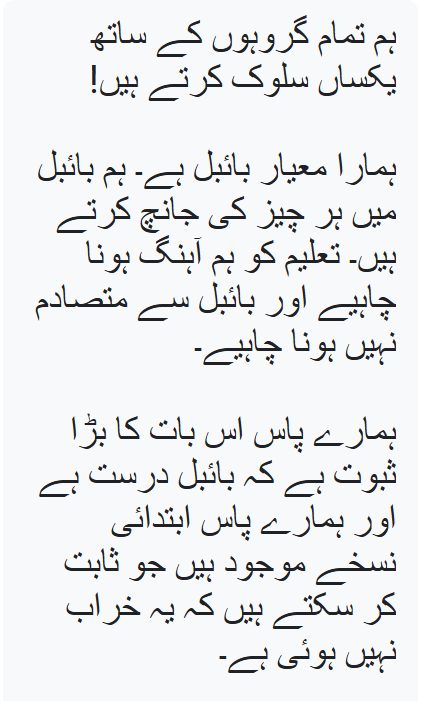 ہم تمام گروہوں کے ساتھ
یکساں سلوک کرتے ہیں!
ہمارا معیار بائبل ہے۔ ہم بائبل
میں ہر چیز کی جانچ کرتے
ہیں۔ تعلیم کو ہم آہنگ ہونا
چاہیے اور بائبل سے متصادم
نہیں ہونا چاہیے۔
ہمارے پاس اس بات کا بڑا
ثبوت ہے کہ بائبل درست ہے
اور ہمارے پاس ابتدائی
نسخے موجود ہیں جو ثابت
کر سکتے ہیں کہ یہ خراب
نہیں ہوئی ہے۔